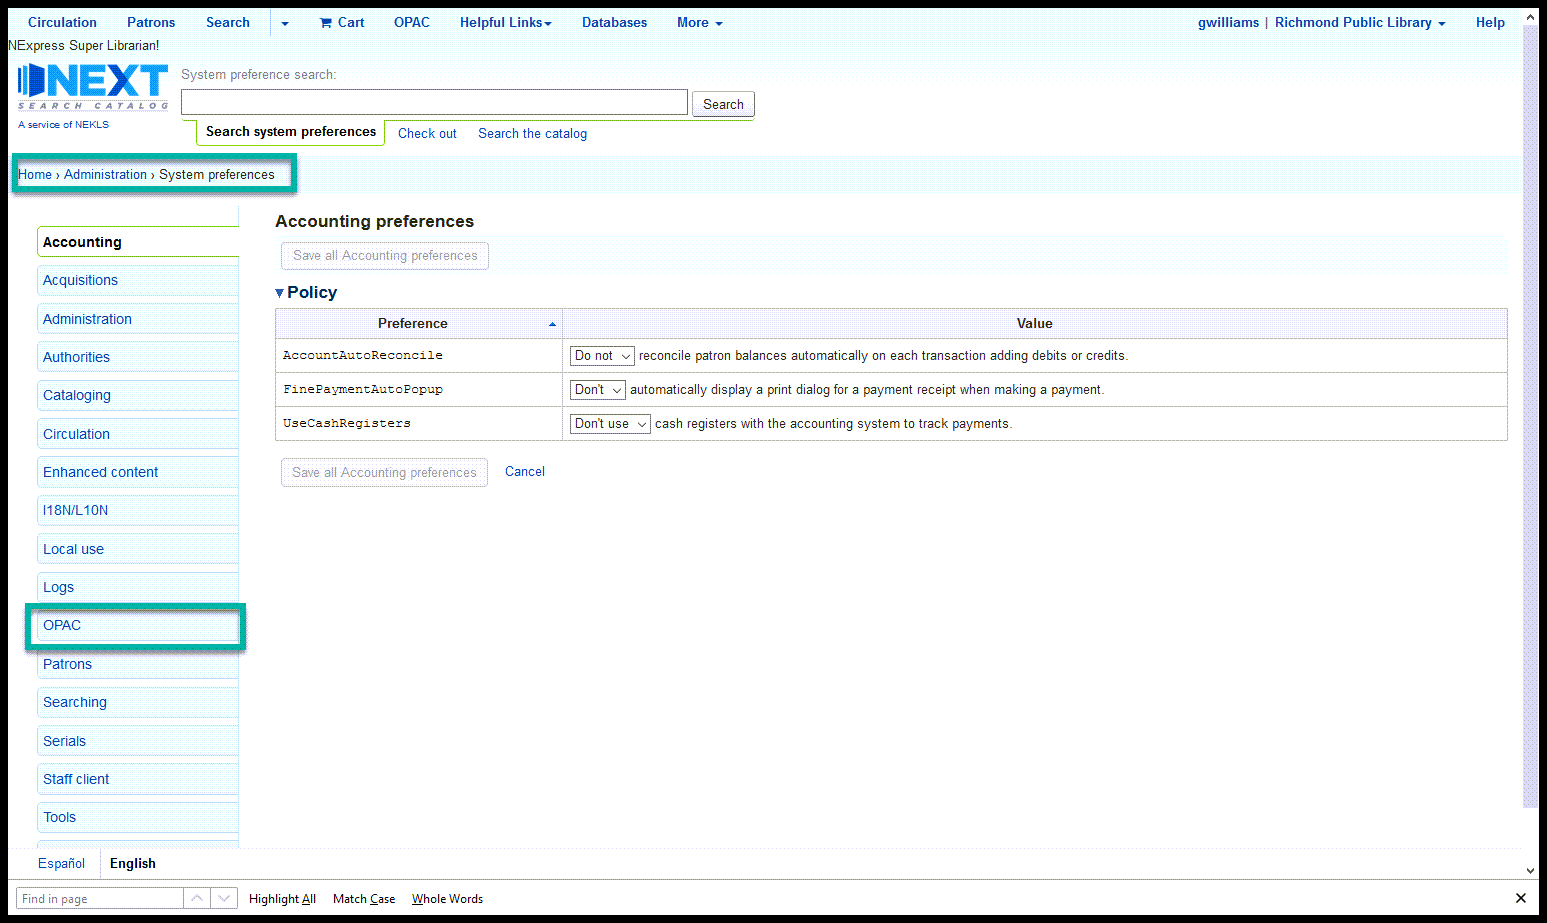 Circulation Patrons Search Cart OPAC Helpful Links Databases More gwilliams | Richmond Public Library Help
NExpress Super Librarian!
NEXT
SEARCH CATALOG
A service of NEKLS
System preference search:
Search
Search system preferences Check out Search the catalog
Home › Administration › System preferences
Accounting
Acquisitions
Administration
Authorities
Cataloging
Circulation
Enhanced content
I18N/L10N
Local use
Logs
OPAC
Patrons
Searching
Serials
Staff client
Tools
Accounting preferences
Save all Accounting preferences
Policy
Preference Value
AccountAutoReconcile Do not reconcile patron balances automatically on each transaction adding debits or credits.
FinePaymentAutoPopup Don't automatically display a print dialog for a payment receipt when making a payment.
UseCashRegisters Don't use cash registers with the accounting system to track payments.
Save all Accounting preferences Cancel
Español English
Find in page Highlight All Match Case Whole Words